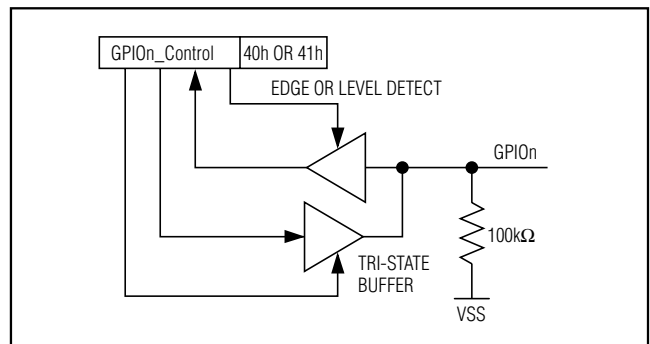 GPIOn_Control 40h OR 41h
EDGE OR LEVEL DETECT
GPIOn
100kΩ
TRI-STATE
BUFFER
VSS